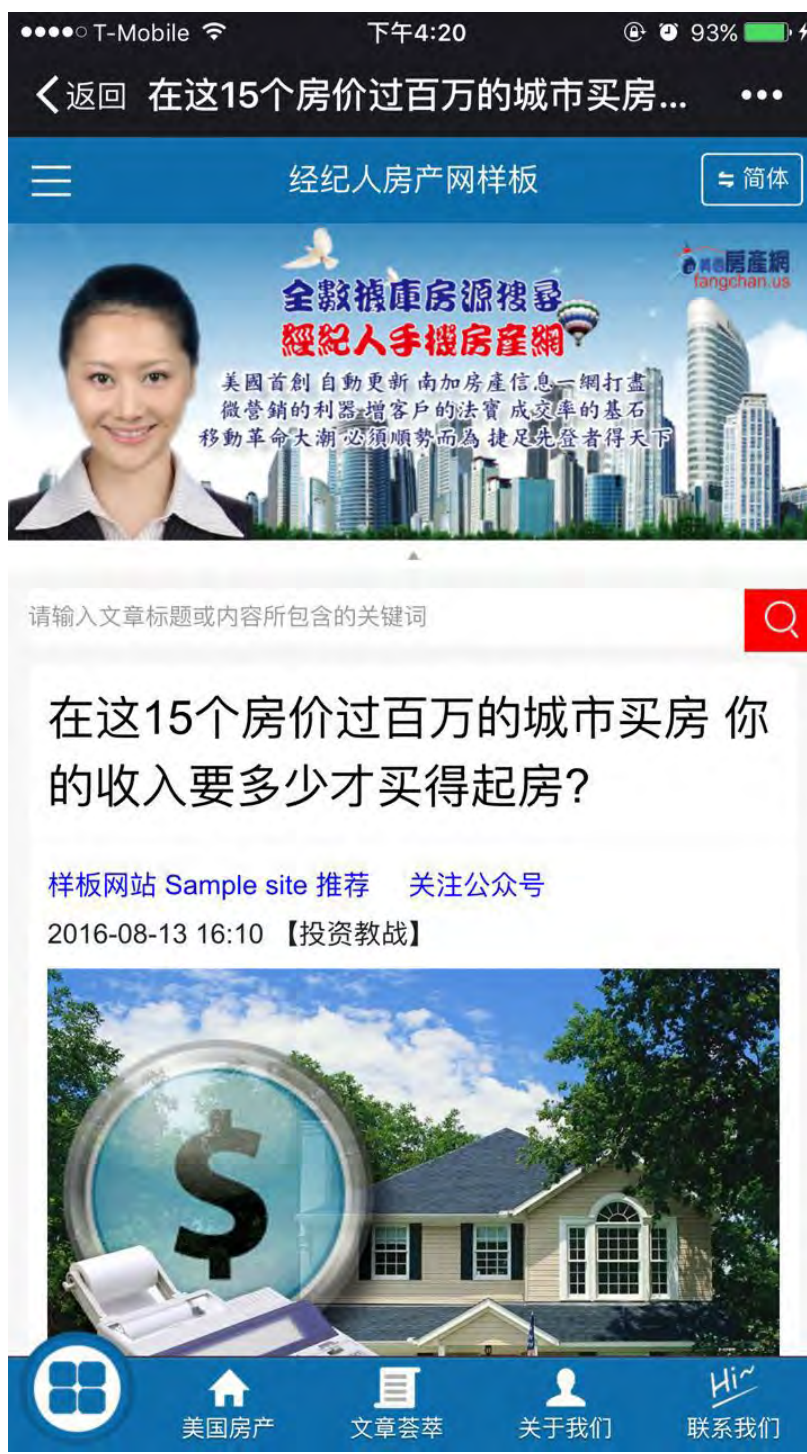 T-Mobile 下午4:20 93%
返回 在这15个房价过百万的城市买房...
经纪人房产网样板 简体
美国房產網
fangchan.us
全數據庫房源搜尋
經紀人手機房產網
美國首創 自動更新 南加房產信息一網打盡
微營銷的利器 增客戶的法寶 成交率的基石
移動革命大潮 必須順勢而為 捷足先登者得天下
请输入文章标题或内容所包含的关键词
在这15个房价过百万的城市买房 你
的收入要多少才买得起房?
样板网站 Sample site 推荐 关注公众号
2016-08-13 16:10 【投资教战】
$
美国房产 文章荟萃 关于我们 Hi~ 联系我们